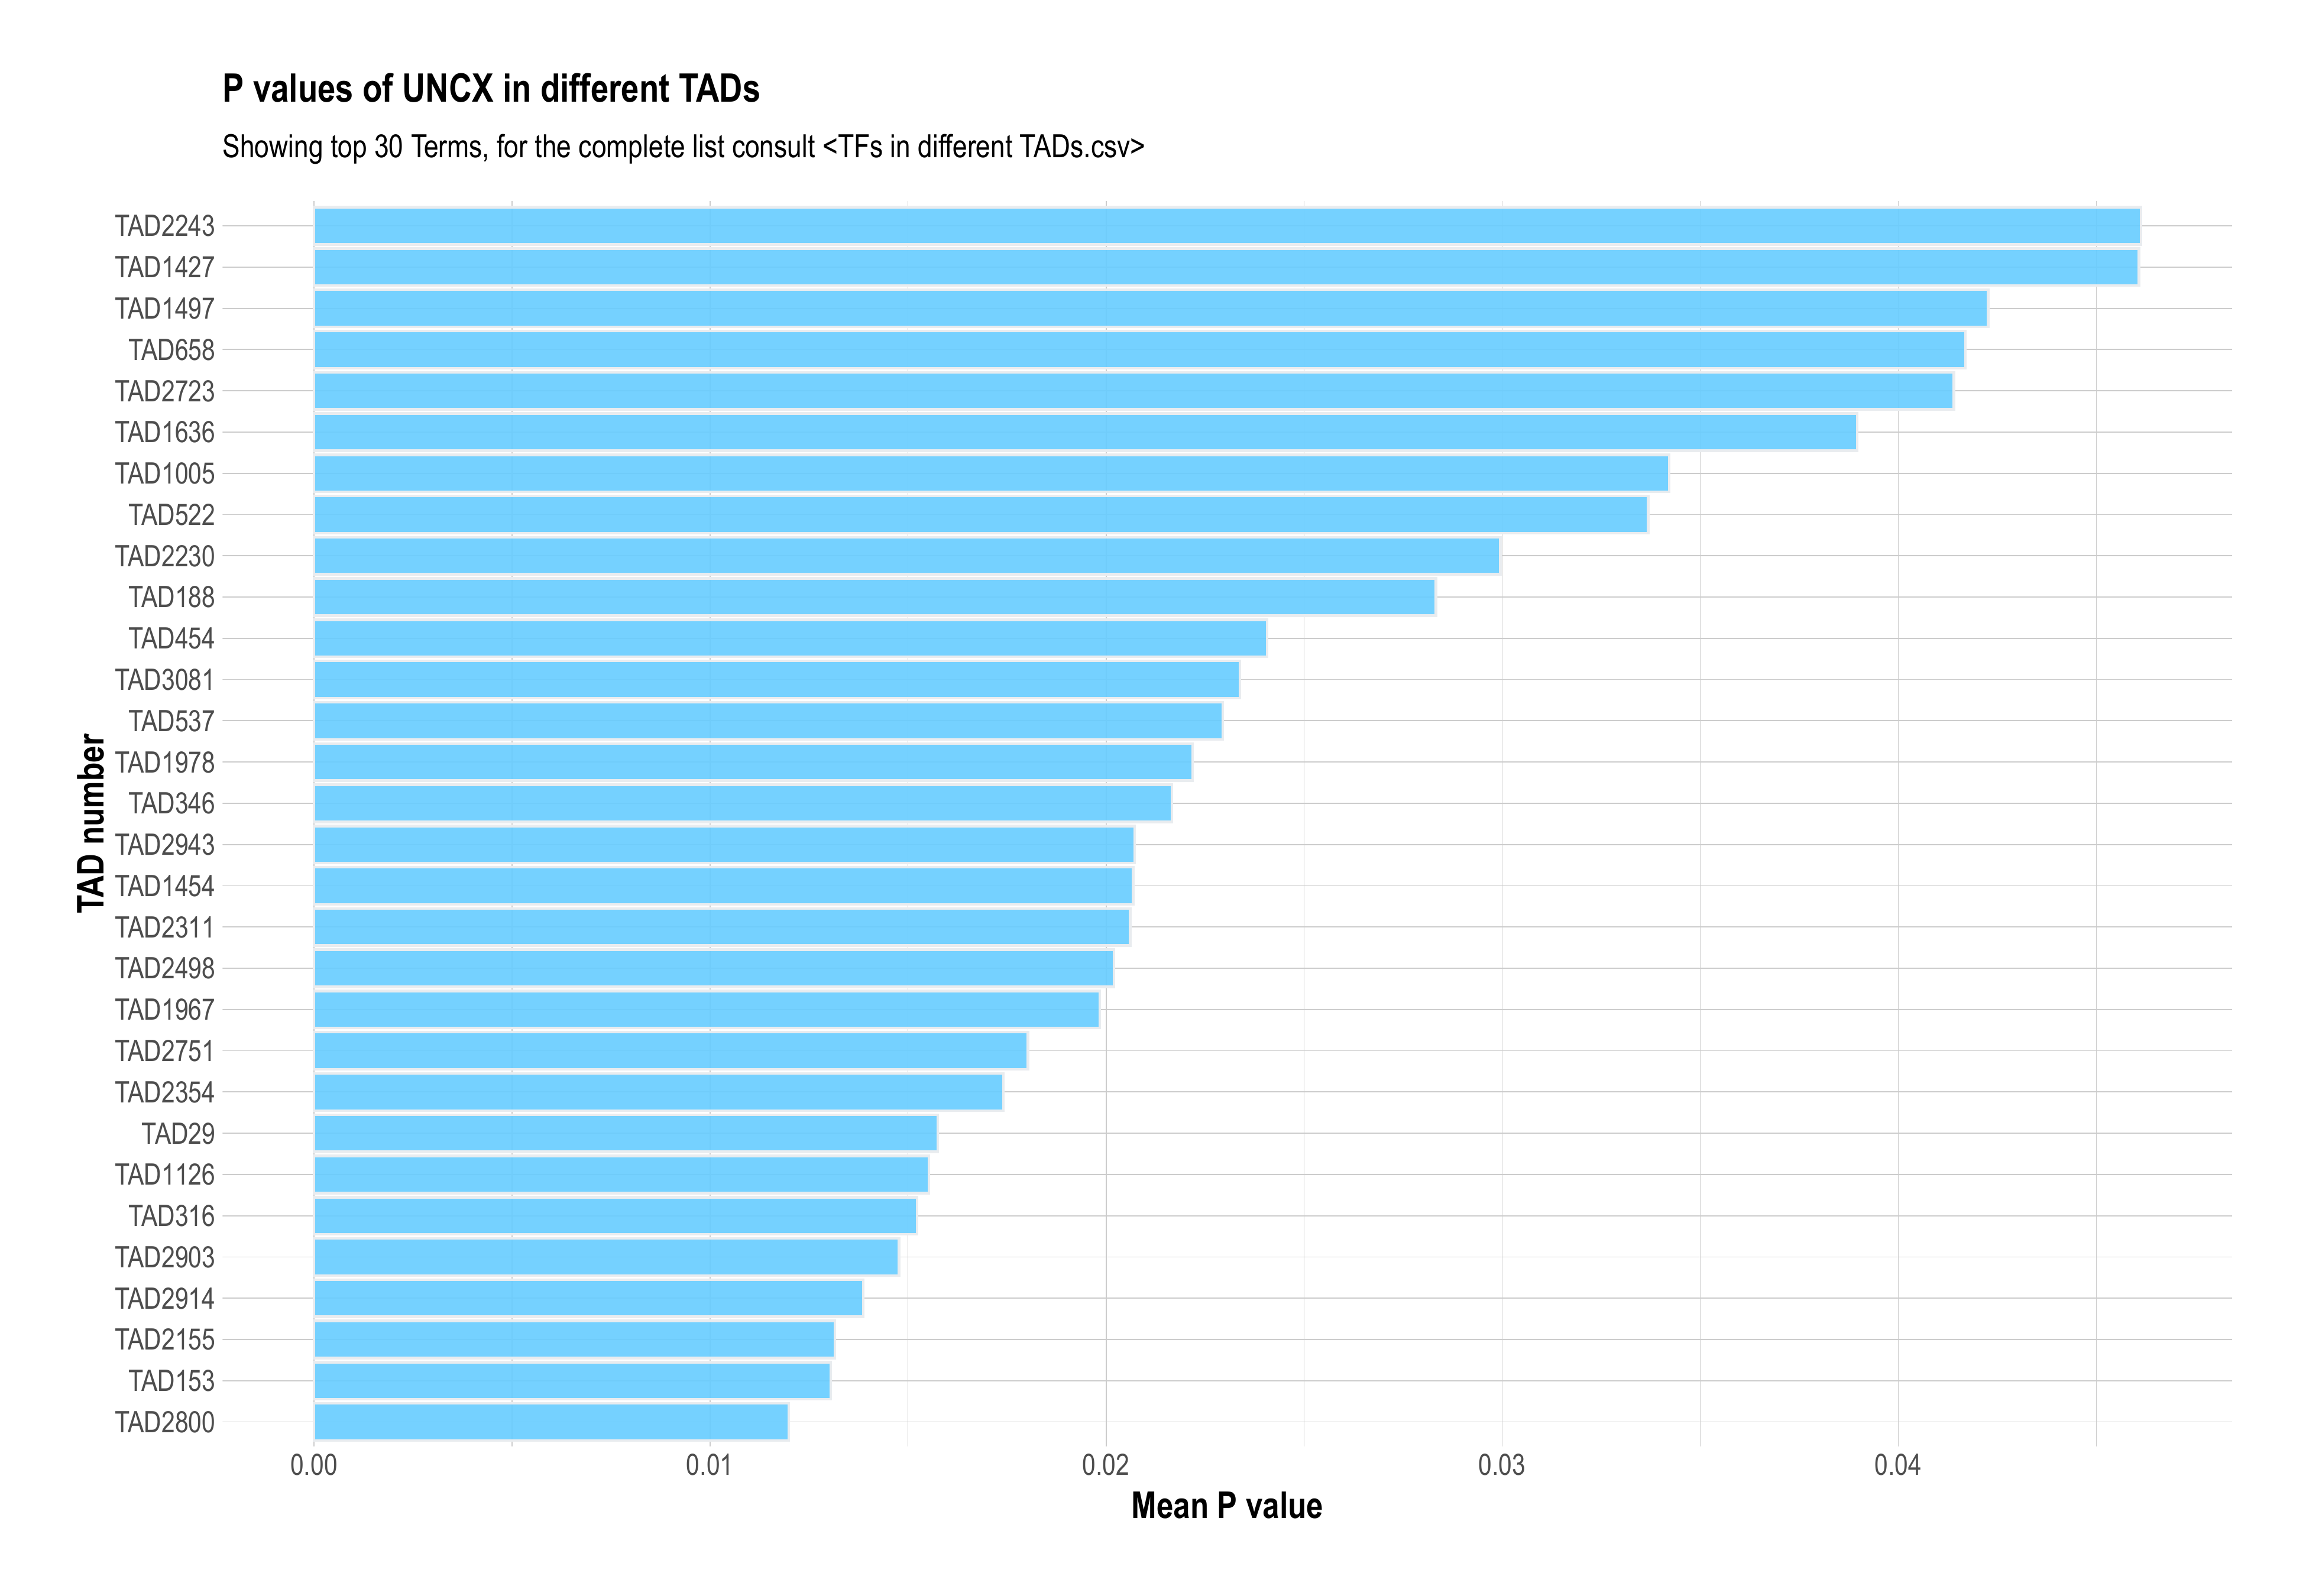 P values of UNCX in different TADs
Showing top 30 Terms, for the complete list consult <TFs in different TADs.csv>
TAD number
TAD2243
TAD1427
TAD1497
TAD658
TAD2723
TAD1636
TAD1005
TAD522
TAD2230
TAD188
TAD454
TAD3081
TAD537
TAD1978
TAD346
TAD2943
TAD1454
TAD2311
TAD2498
TAD1967
TAD2751
TAD2354
TAD29
TAD1126
TAD316
TAD2903
TAD2914
TAD2155
TAD153
TAD2800
0.00 0.01 0.02 0.03 0.04
Mean P value